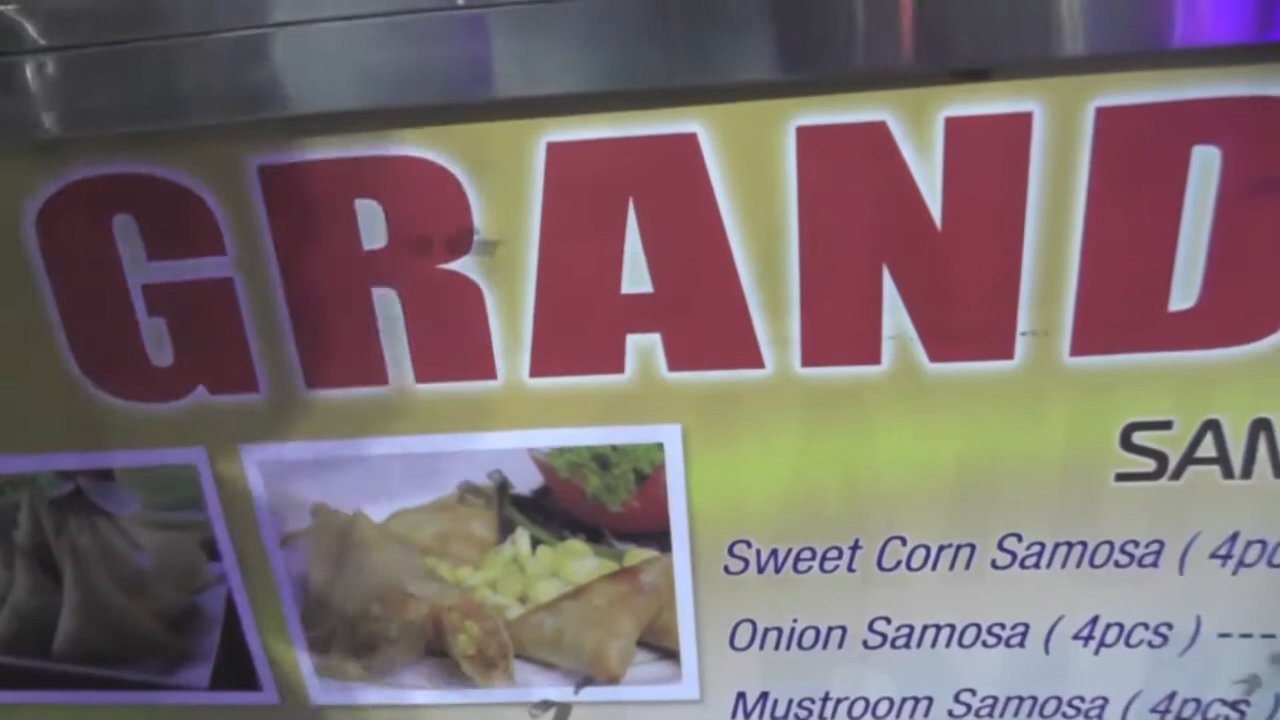 GRAND
SAM
Sweet Corn Samosa ( 4pc
Onion Samosa ( 4pcs ) ---
Mustroom Samosa ( 4pcs )